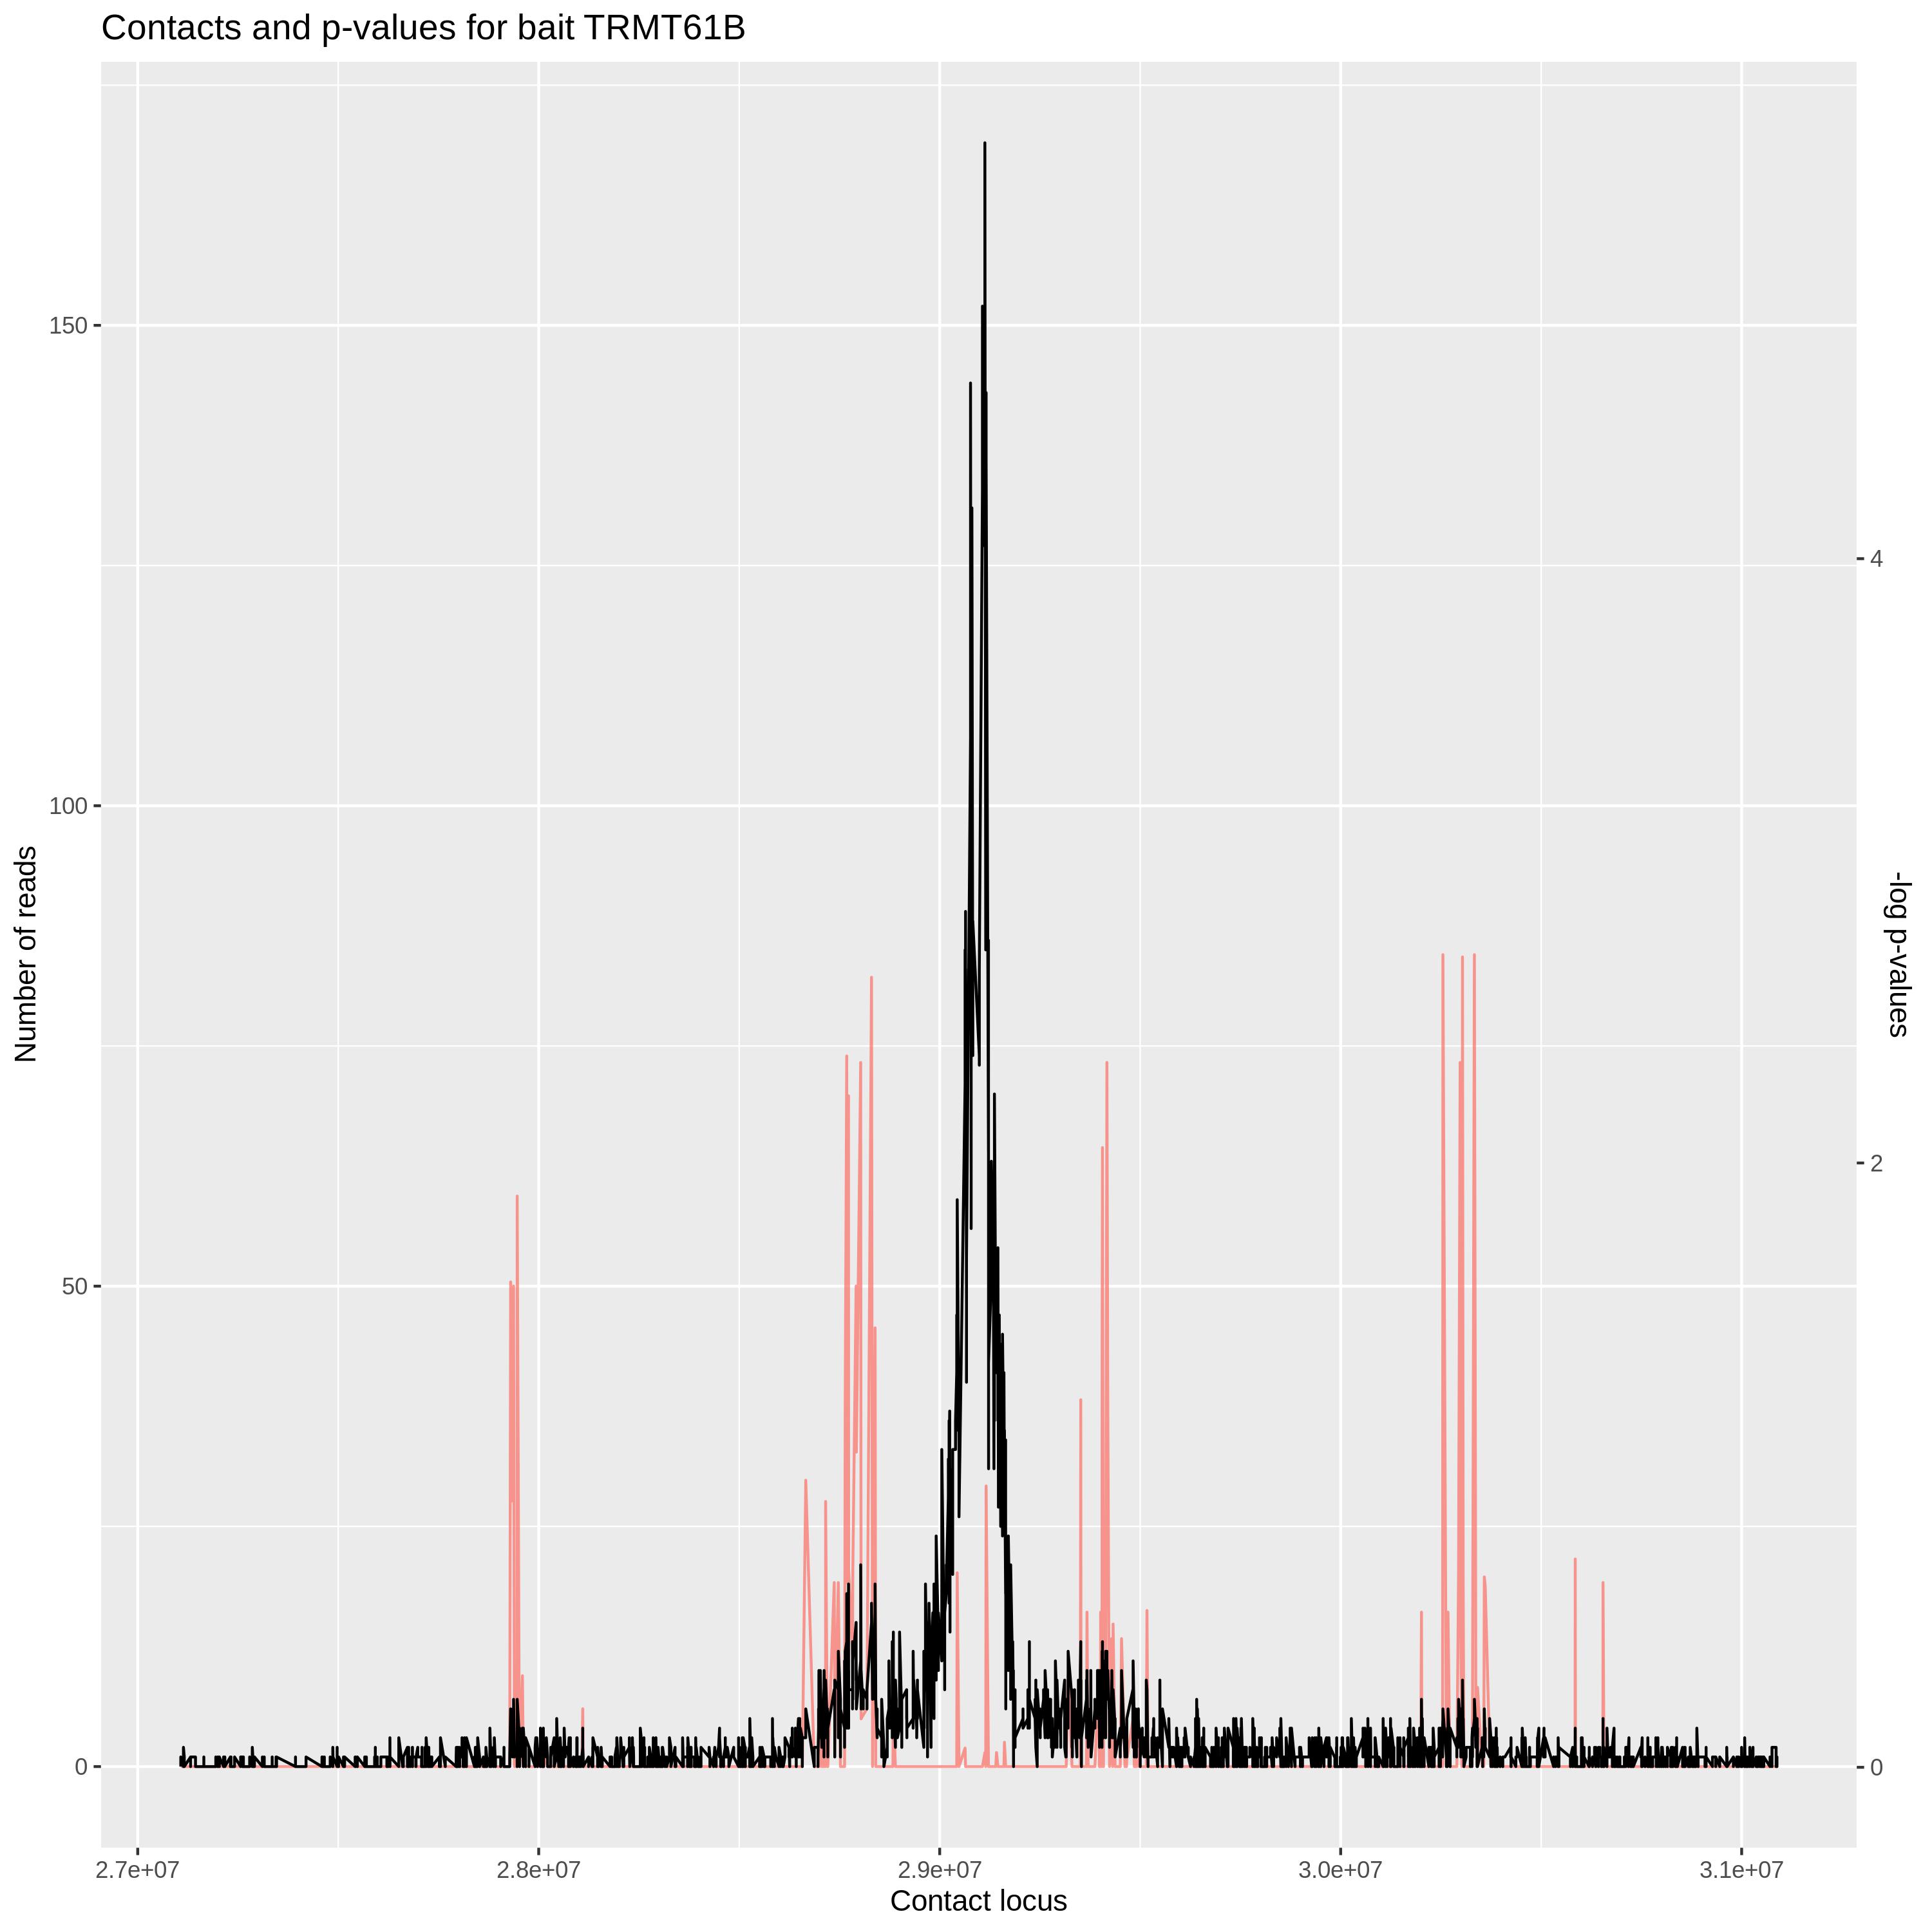 Contacts and p-values for bait TRMT61B
150
100
50
0
Number of reads
4
2
0
-log p-values
2.7e+07 2.8e+07 2.9e+07 3.0e+07 3.1e+07
Contact locus